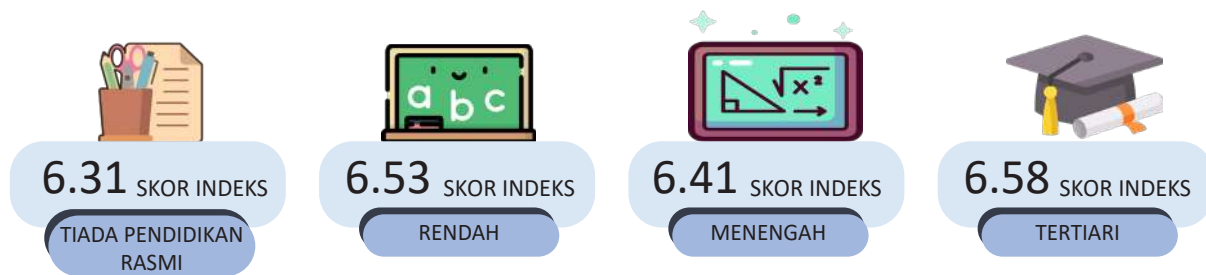 a b c
√x²
6.31 SKOR INDEKS
TIADA PENDIDIKAN
RASMI
6.53 SKOR INDEKS
RENDAH
6.41 SKOR INDEKS
MENENGAH
6.58 SKOR INDEKS
TERTIARI